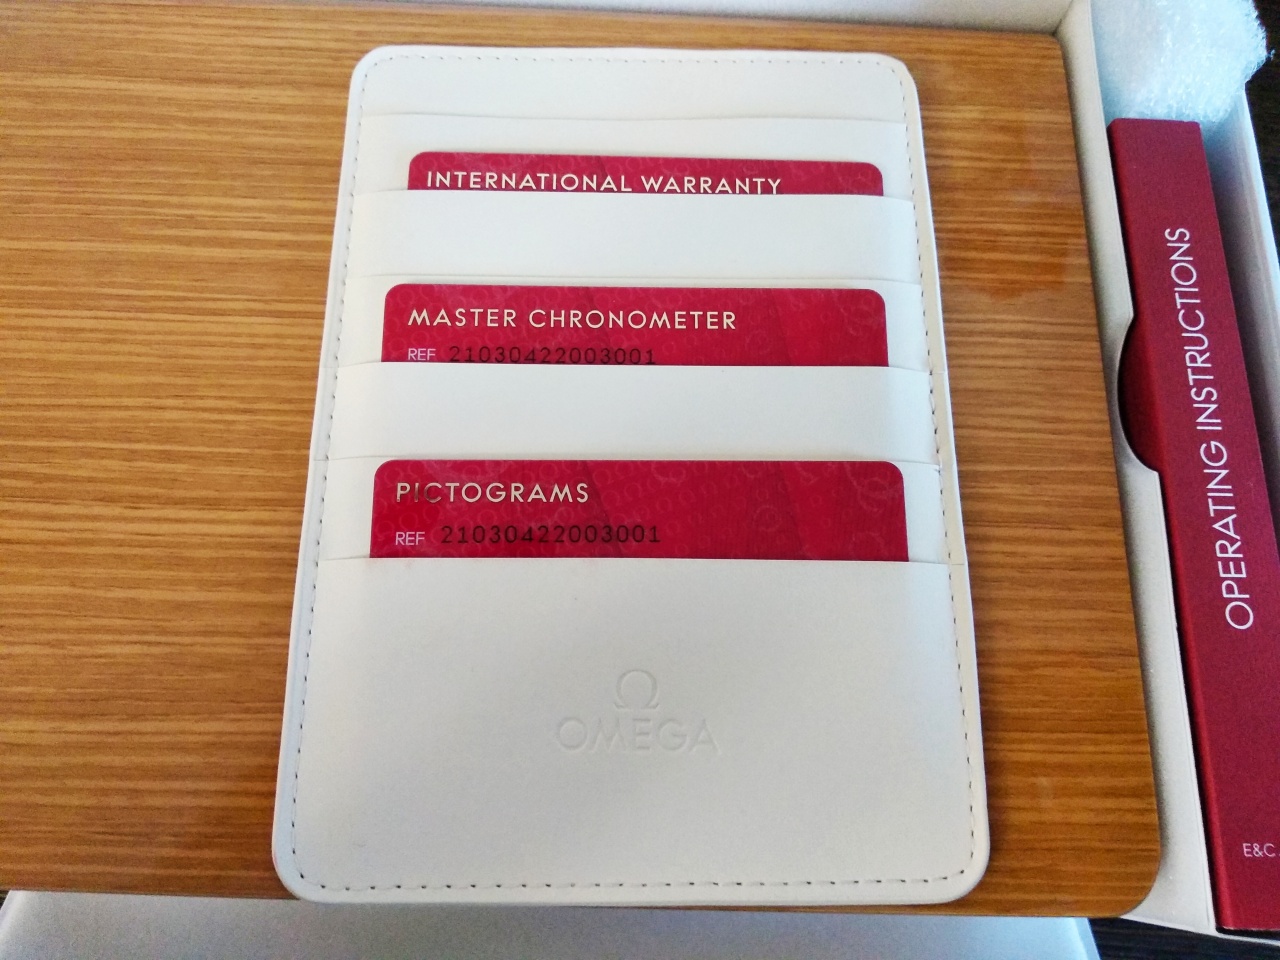 INTERNATIONAL WARRANTY
MASTER CHRONOMETER
REF 21030422003001
PICTOGRAMS
REF 21030422003001
Ω
OMEGA
OPERATING INSTRUCTIONS
E&C